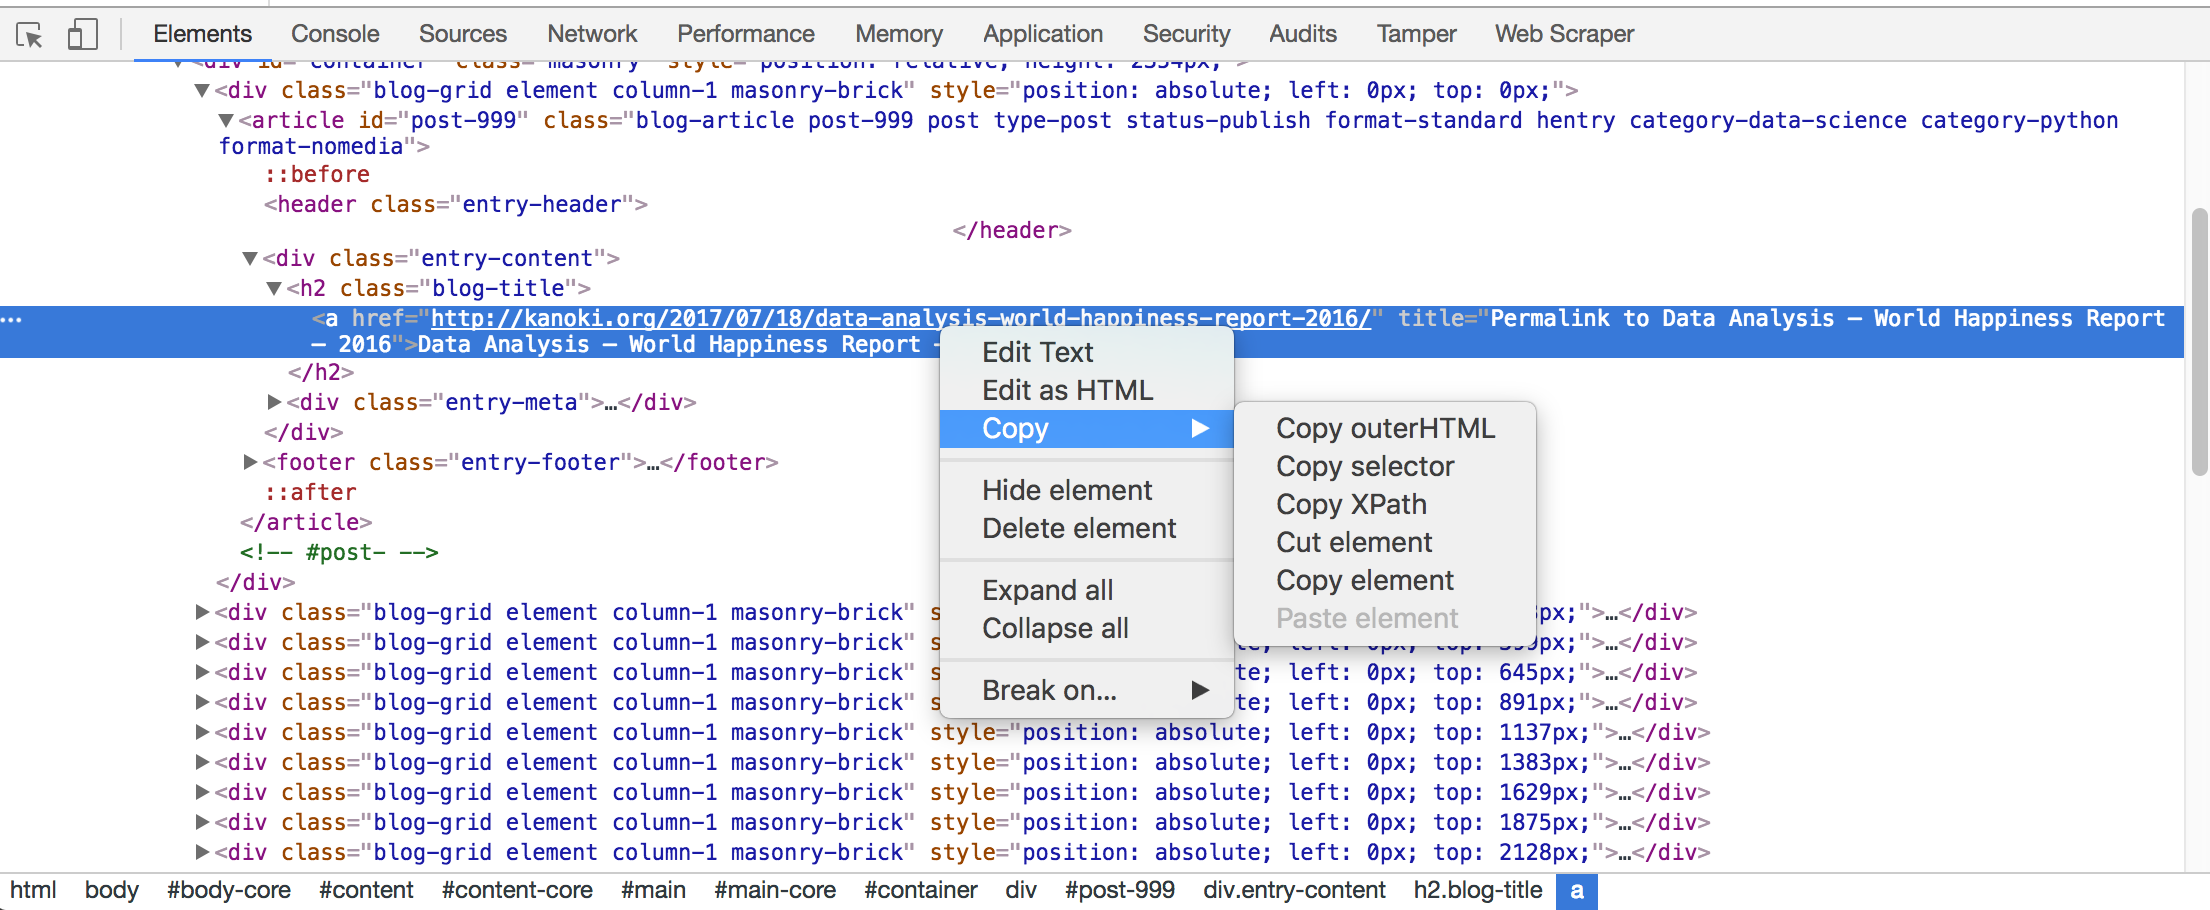 Elements Console Sources Network Performance Memory Application Security Audits Tamper Web Scraper
<div id="container" class="masonry" style="position: relative; height: 2354px;">
<div class="blog-grid element column-1 masonry-brick" style="position: absolute; left: 0px; top: 0px;">
<article id="post-999" class="blog-article post-999 post type-post status-publish format-standard hentry category-data-science category-python
format-nomedia">
::before
<header class="entry-header">
</header>
<div class="entry-content">
<h2 class="blog-title">
… <a href="http://kanoki.org/2017/07/18/data-analysis-world-happiness-report-2016/" title="Permalink to Data Analysis – World Happiness Report
– 2016">Data Analysis – World Happiness Report -
</h2>
<div class="entry-meta">…</div>
</div>
<footer class="entry-footer">…</footer>
::after
</article>
<!-- #post- -->
</div>
<div class="blog-grid element column-1 masonry-brick" s px;">…</div>
<div class="blog-grid element column-1 masonry-brick" s te; left: 0px; top: px;">…</div>
<div class="blog-grid element column-1 masonry-brick" s te; left: 0px; top: 645px;">…</div>
<div class="blog-grid element column-1 masonry-brick" s te; left: 0px; top: 891px;">…</div>
<div class="blog-grid element column-1 masonry-brick" style="position: absolute; left: 0px; top: 1137px;">…</div>
<div class="blog-grid element column-1 masonry-brick" style="position: absolute; left: 0px; top: 1383px;">…</div>
<div class="blog-grid element column-1 masonry-brick" style="position: absolute; left: 0px; top: 1629px;">…</div>
<div class="blog-grid element column-1 masonry-brick" style="position: absolute; left: 0px; top: 1875px;">…</div>
<div class="blog-grid element column-1 masonry-brick" style="position: absolute; left: 0px; top: 2128px;">…</div>
Edit Text
Edit as HTML
Copy
Hide element
Delete element
Expand all
Collapse all
Break on...
Copy outerHTML
Copy selector
Copy XPath
Cut element
Copy element
Paste element
html body #body-core #content #content-core #main #main-core #container div #post-999 div.entry-content h2.blog-title a